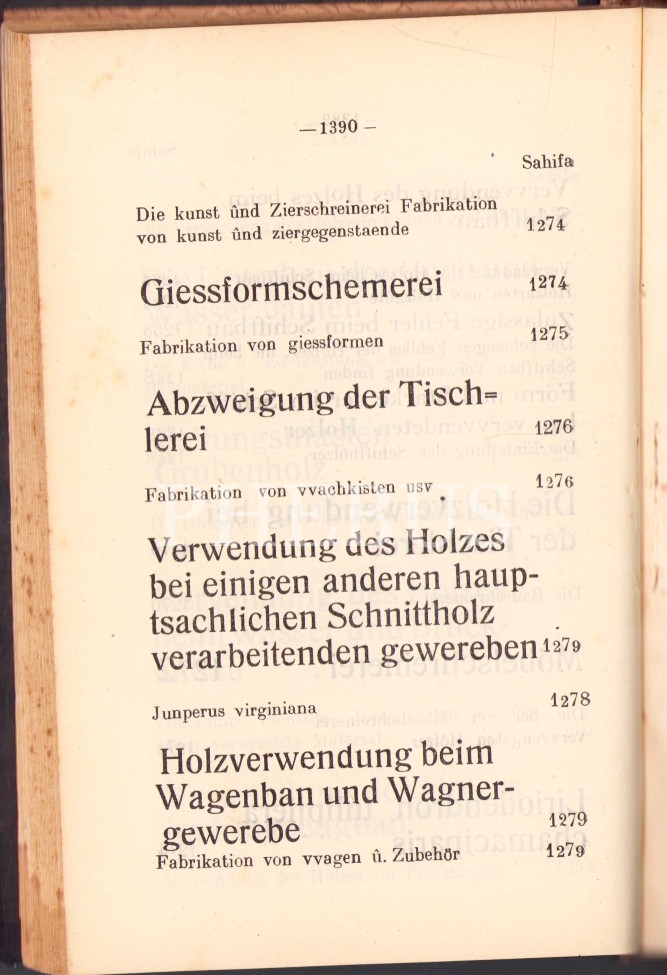 —1390—
Sahifa
Die kunst ûnd Zierschreinerei Fabrikation
von kunst ûnd ziergegenstaende 1274
Giessformschemerei 1274
Fabrikation von giessformen 1275
Abzweigung der Tisch=
lerei 1276
Fabrikation von vvachkisten usv. 1276
Verwendung des Holzes
bei einigen anderen haup-
tsachlichen Schnittholz
verarbeitenden gewereben 1279
Junperus virginiana 1278
Holzverwendung beim
Wagenban und Wagner-
gewerebe 1279
Fabrikation von vvagen û. Zubehör 1279